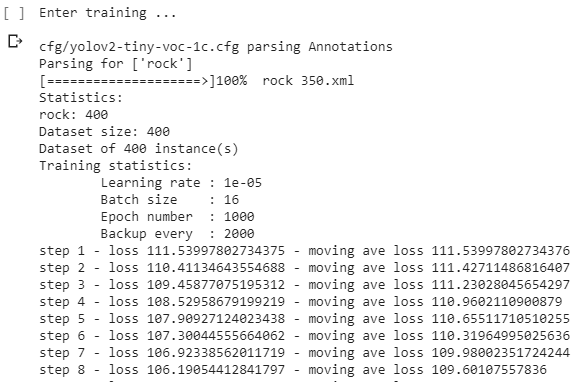 [ ] Enter training ...
cfg/yolov2-tiny-voc-1c.cfg parsing Annotations
Parsing for ['rock']
[====================>]100%  rock 350.xml
Statistics:
rock: 400
Dataset size: 400
Dataset of 400 instance(s)
Training statistics:
Learning rate : 1e-05
Batch size    : 16
Epoch number  : 1000
Backup every  : 2000
step 1 - loss 111.53997802734375 - moving ave loss 111.53997802734376
step 2 - loss 110.41134643554688 - moving ave loss 111.42711486816407
step 3 - loss 109.45877075195312 - moving ave loss 111.23028045654297
step 4 - loss 108.52958679199219 - moving ave loss 110.9602110900879
step 5 - loss 107.90927124023438 - moving ave loss 110.65511710510255
step 6 - loss 107.30044555664062 - moving ave loss 110.31964995025636
step 7 - loss 106.92338562011719 - moving ave loss 109.98002351724244
step 8 - loss 106.19054412841797 - moving ave loss 109.60107557836